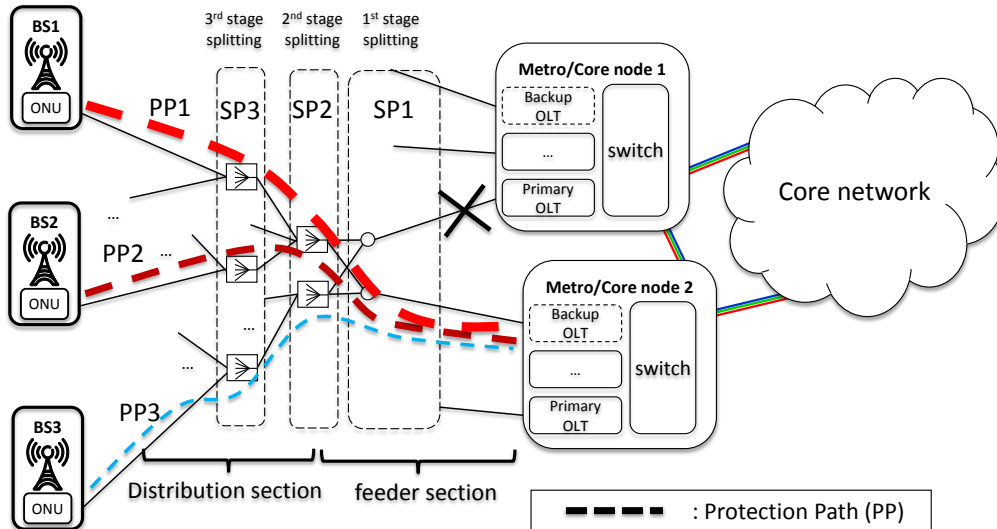 3rd stage
splitting
2nd stage
splitting
1st stage
splitting
BS1
ONU
PP1
SP3
SP2
SP1
Metro/Core node 1
Backup
OLT
...
Primary
OLT
switch
Core network
BS2
ONU
...
PP2
...
...
Metro/Core node 2
Backup
OLT
...
Primary
OLT
switch
...
...
...
PP3
BS3
ONU
Distribution section
feeder section
: Protection Path (PP)